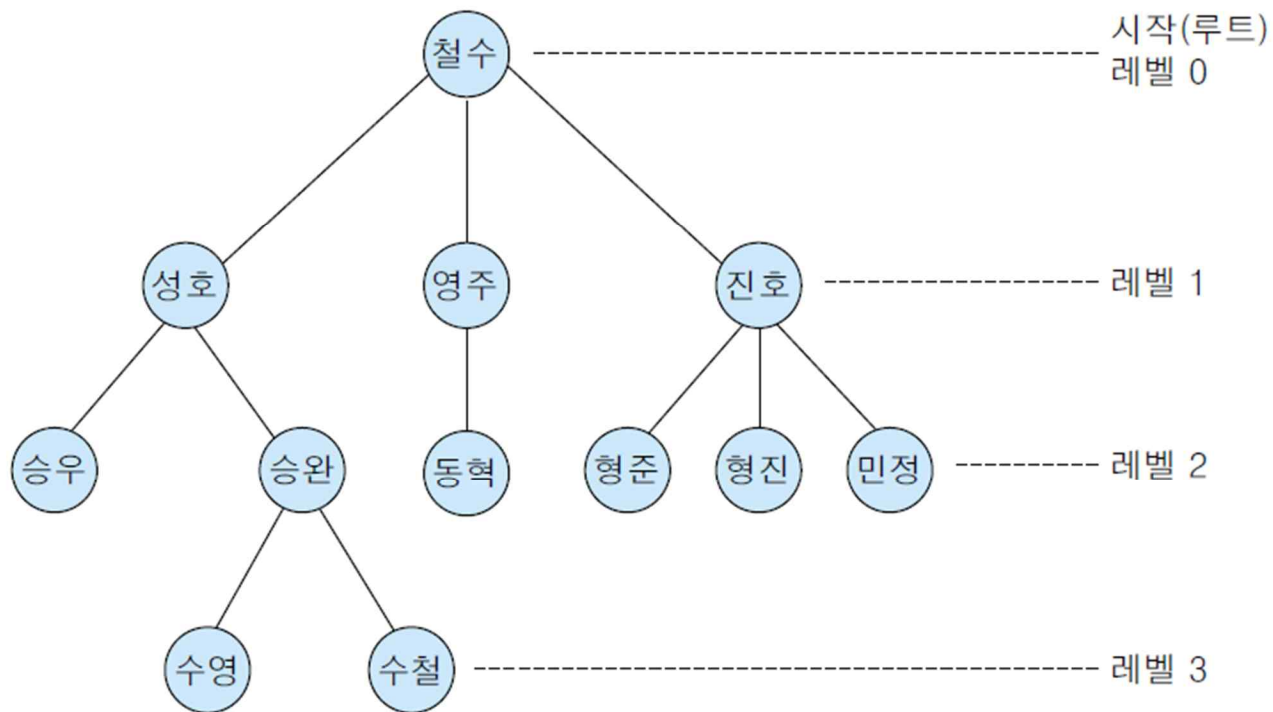 철수
시작(루트)
레벨 0
성호
영주
진호
레벨 1
승우
승완
동혁
형준
형진
민정
레벨 2
수영
수철
레벨 3